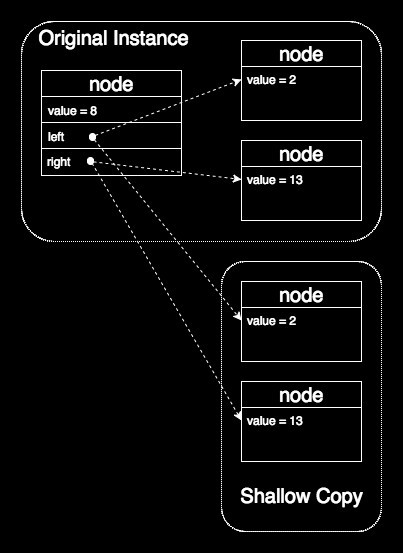 Original Instance
node
value = 8
left
right
node
value = 2
node
value = 13
node
value = 2
node
value = 13
Shallow Copy